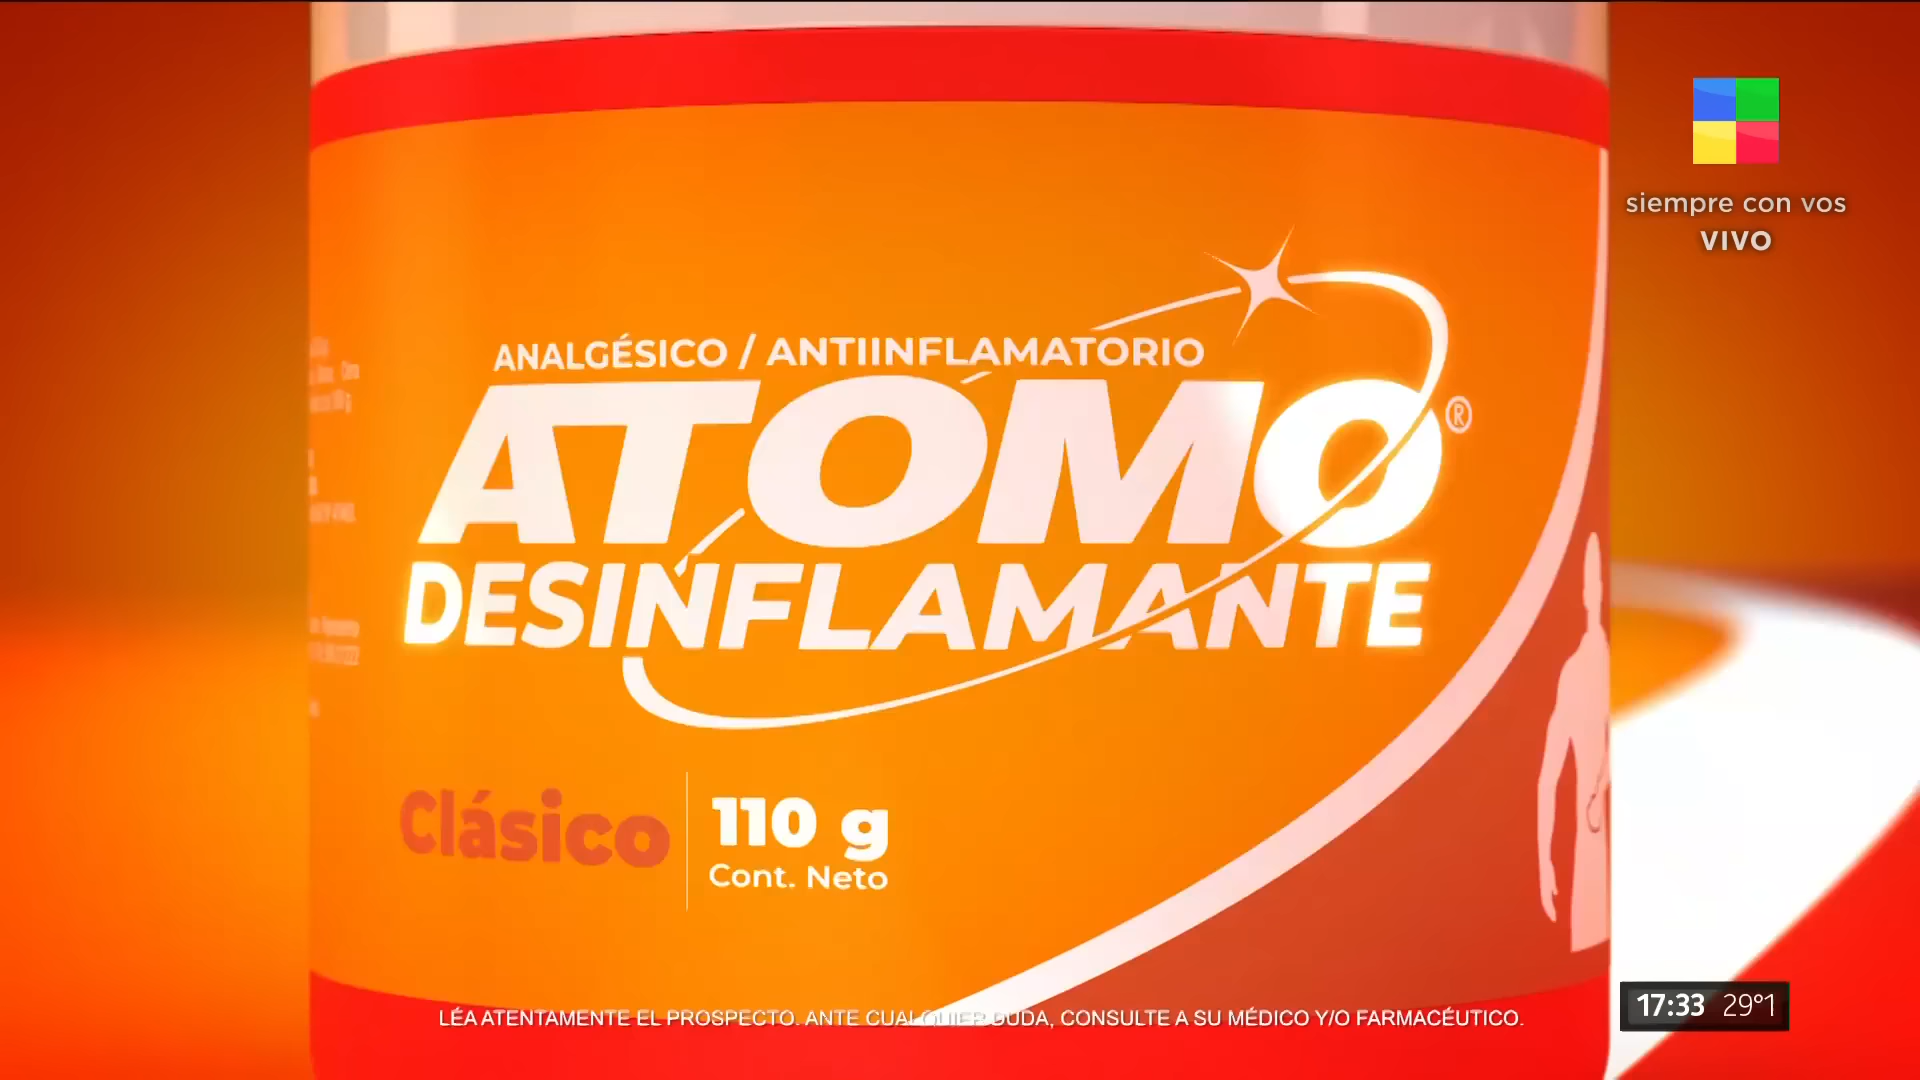 siempre con vos
VIVO
ANALGÉSICO / ANTIINFLAMATORIO
ATOMO®
DESINFLAMANTE
Clásico
110 g
Cont. Neto
LÉA ATENTAMENTE EL PROSPECTO. ANTE CUALQUIER DUDA, CONSULTE A SU MÉDICO Y/O FARMACÉUTICO.
17:33 29°1